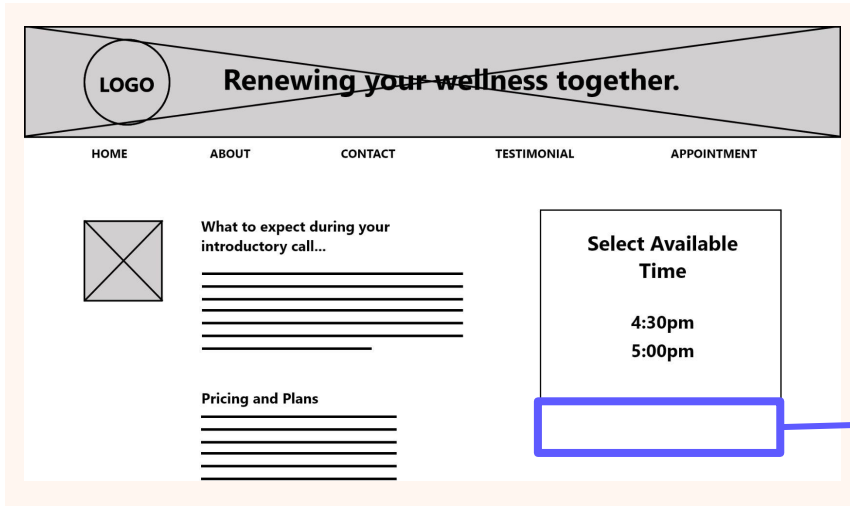 LOGO
Renewing your wellness together.
HOME ABOUT CONTACT TESTIMONIAL APPOINTMENT
What to expect during your
introductory call...
Pricing and Plans
Select Available
Time
4:30pm
5:00pm